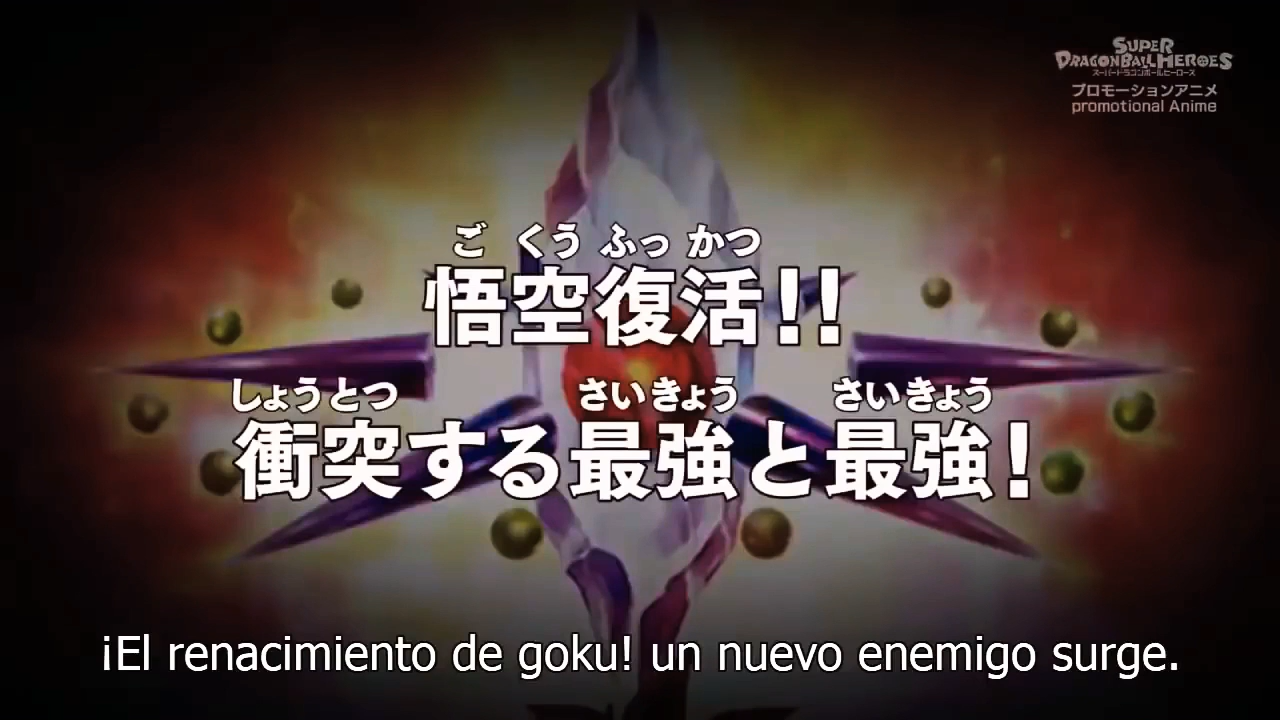 SUPER
DRAGONBALL HEROES
スーパードラゴンボールヒーローズ
プロモーションアニメ
promotional Anime
ごくうふっかつ
悟空復活!!
しょうとつ さいきょう さいきょう
衝突する最強と最強!
¡El renacimiento de goku! un nuevo enemigo surge.